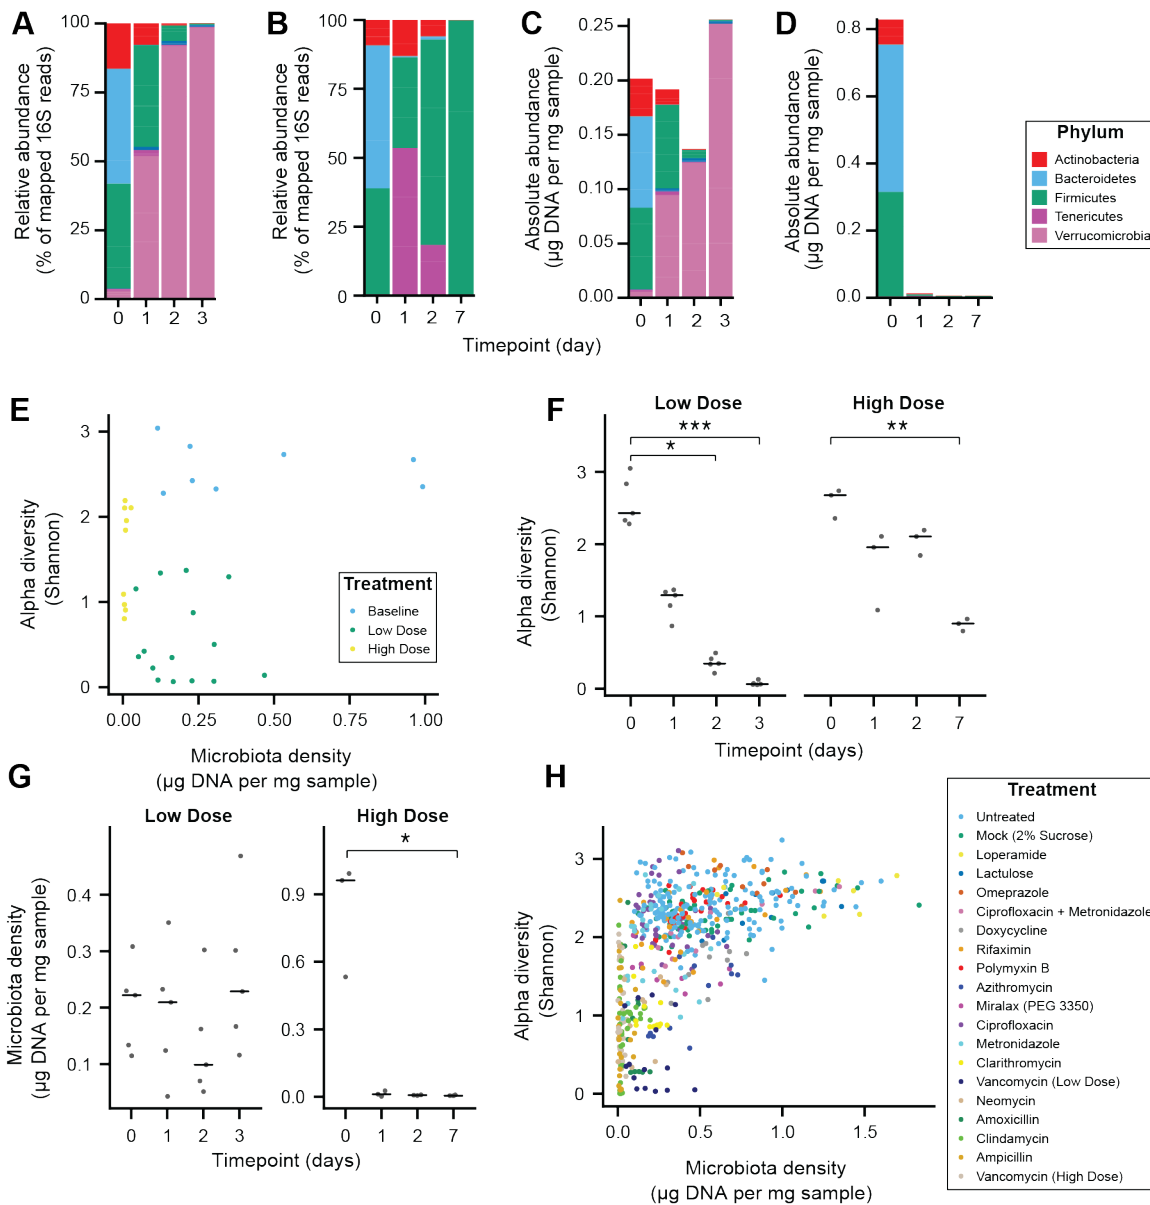 A
Relative abundance
(% of mapped 16S reads)
100
75
50
25
0
0 1 2 3
B
Relative abundance
(% of mapped 16S reads)
100
75
50
25
0
0 1 2 7
C
Absolute abundance
(µg DNA per mg sample)
0.25
0.20
0.15
0.10
0.05
0.00
0 1 2 3
D
Absolute abundance
(µg DNA per mg sample)
0.8
0.6
0.4
0.2
0.0
0 1 2 7
Timepoint (day)
Phylum
Actinobacteria
Bacteroidetes
Firmicutes
Tenericutes
Verrucomicrobia
E
Alpha diversity
(Shannon)
3
2
1
0
0.00 0.25 0.50 0.75 1.00
Microbiota density
(µg DNA per mg sample)
Treatment
Baseline
Low Dose
High Dose
F
Low Dose
High Dose
***
*
**
Alpha diversity
(Shannon)
3
2
1
0
0 1 2 3
0 1 2 7
Timepoint (days)
G
Low Dose
High Dose
*
Microbiota density
(µg DNA per mg sample)
0.4
0.3
0.2
0.1
0.9
0.6
0.3
0.0
0 1 2 3
0 1 2 7
Timepoint (days)
H
Alpha diversity
(Shannon)
3
2
1
0
0.0 0.5 1.0 1.5
Microbiota density
(µg DNA per mg sample)
Treatment
Untreated
Mock (2% Sucrose)
Loperamide
Lactulose
Omeprazole
Ciprofloxacin + Metronidazole
Doxycycline
Rifaximin
Polymyxin B
Azithromycin
Miralax (PEG 3350)
Ciprofloxacin
Metronidazole
Clarithromycin
Vancomycin (Low Dose)
Neomycin
Amoxicillin
Clindamycin
Ampicillin
Vancomycin (High Dose)